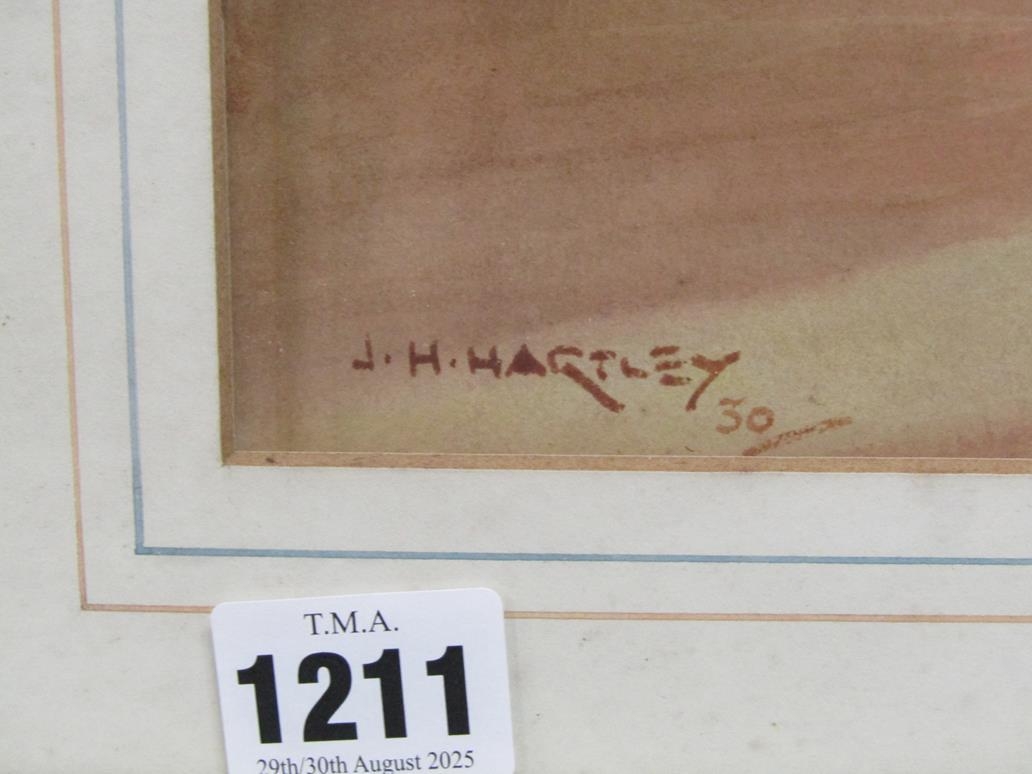 J. H. HARTLEY
30
T.M.A.
1211
29th/30th August 2025